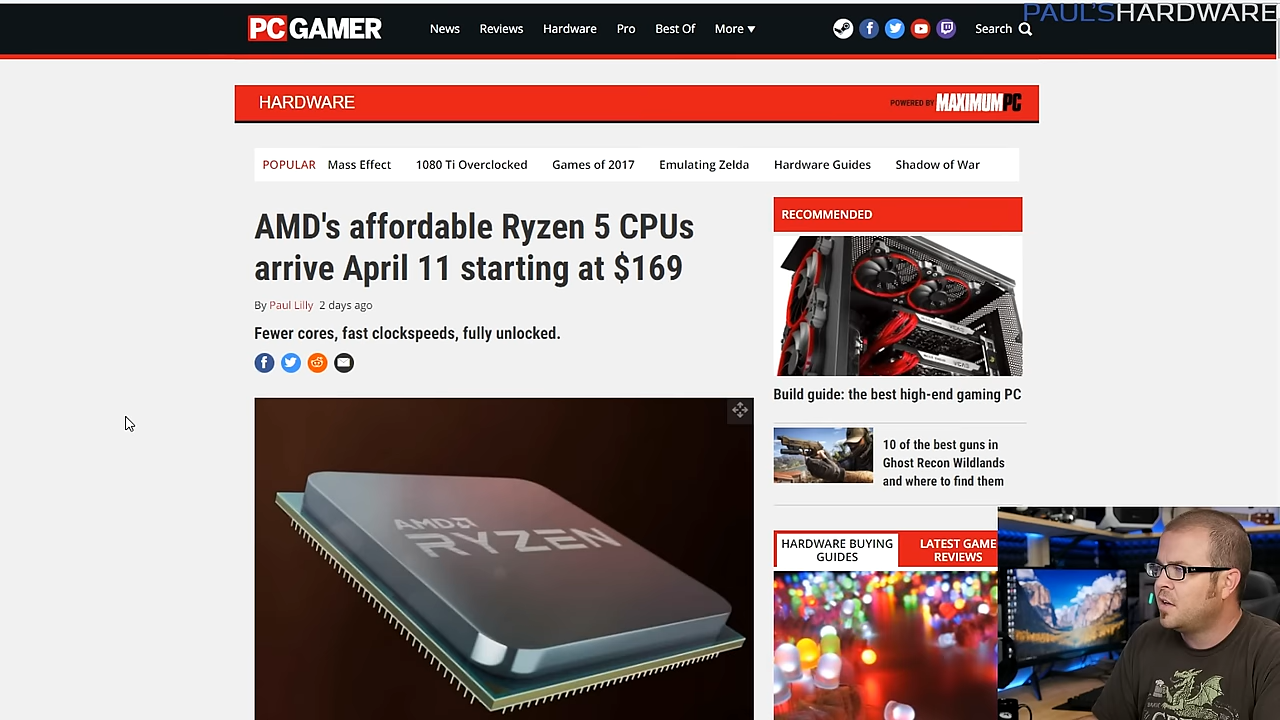 PAUL'SHARDWARE
PC GAMER
News Reviews Hardware Pro Best Of More Search
HARDWARE
POWERED BY MAXIMUMPC
POPULAR Mass Effect 1080 Ti Overclocked Games of 2017 Emulating Zelda Hardware Guides Shadow of War
AMD's affordable Ryzen 5 CPUs
arrive April 11 starting at $169
By Paul Lilly 2 days ago
Fewer cores, fast clockspeeds, fully unlocked.
AMD
RYZEN
RECOMMENDED
Build guide: the best high-end gaming PC
10 of the best guns in
Ghost Recon Wildlands
and where to find them
HARDWARE BUYING
GUIDES
LATEST GAME
REVIEWS